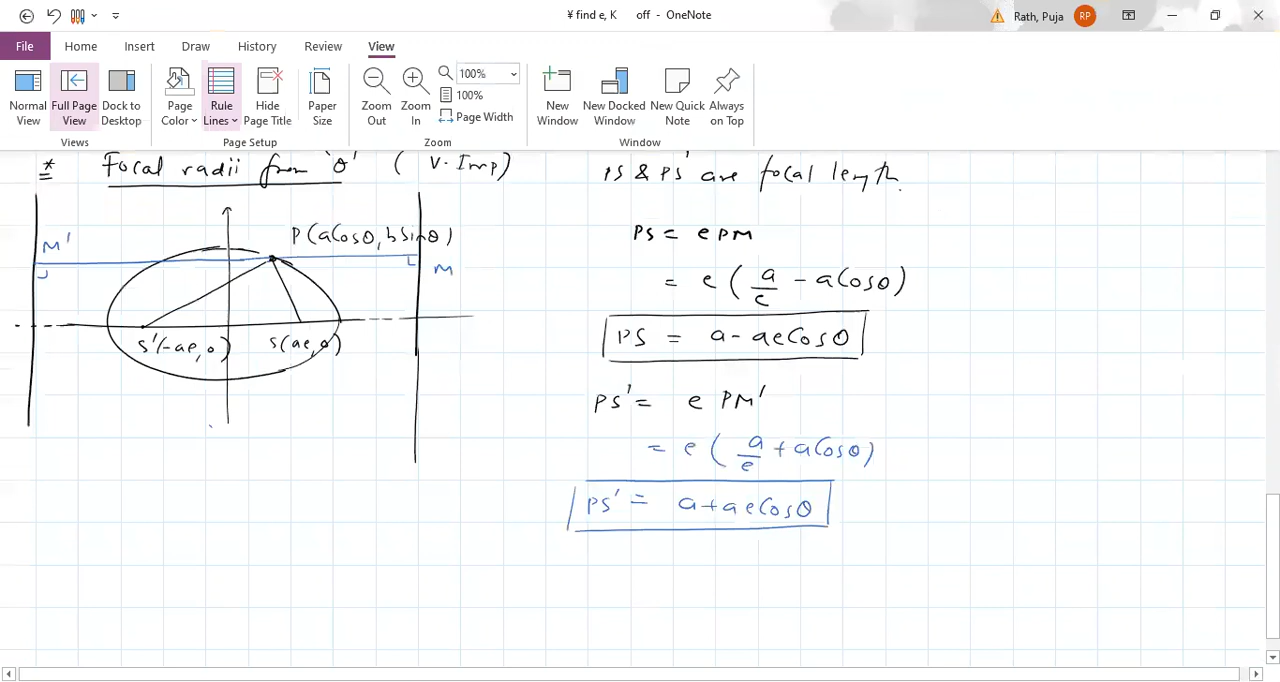 ¥ find e, K off - OneNote
Rath, Puja RP
File Home Insert Draw History Review View
Normal View
Full Page View
Dock to Desktop
Views
Page Color
Rule Lines
Hide Page Title
Paper Size
Page Setup
Zoom Out
Zoom In
100%
100%
Page Width
Zoom
New Window
New Docked Window
New Quick Note
Always on Top
Window
* Focal radii from 'θ' ( V. Imp)
M'
P(acosθ, bsinθ)
M
S'(-ae,0)
S(ae,0)
PS & PS' are focal length.
PS = e PM
= e ( a/e - acosθ)
PS = a - aecosθ
PS' = e PM'
= e ( a/e + acosθ)
PS' = a + aecosθ